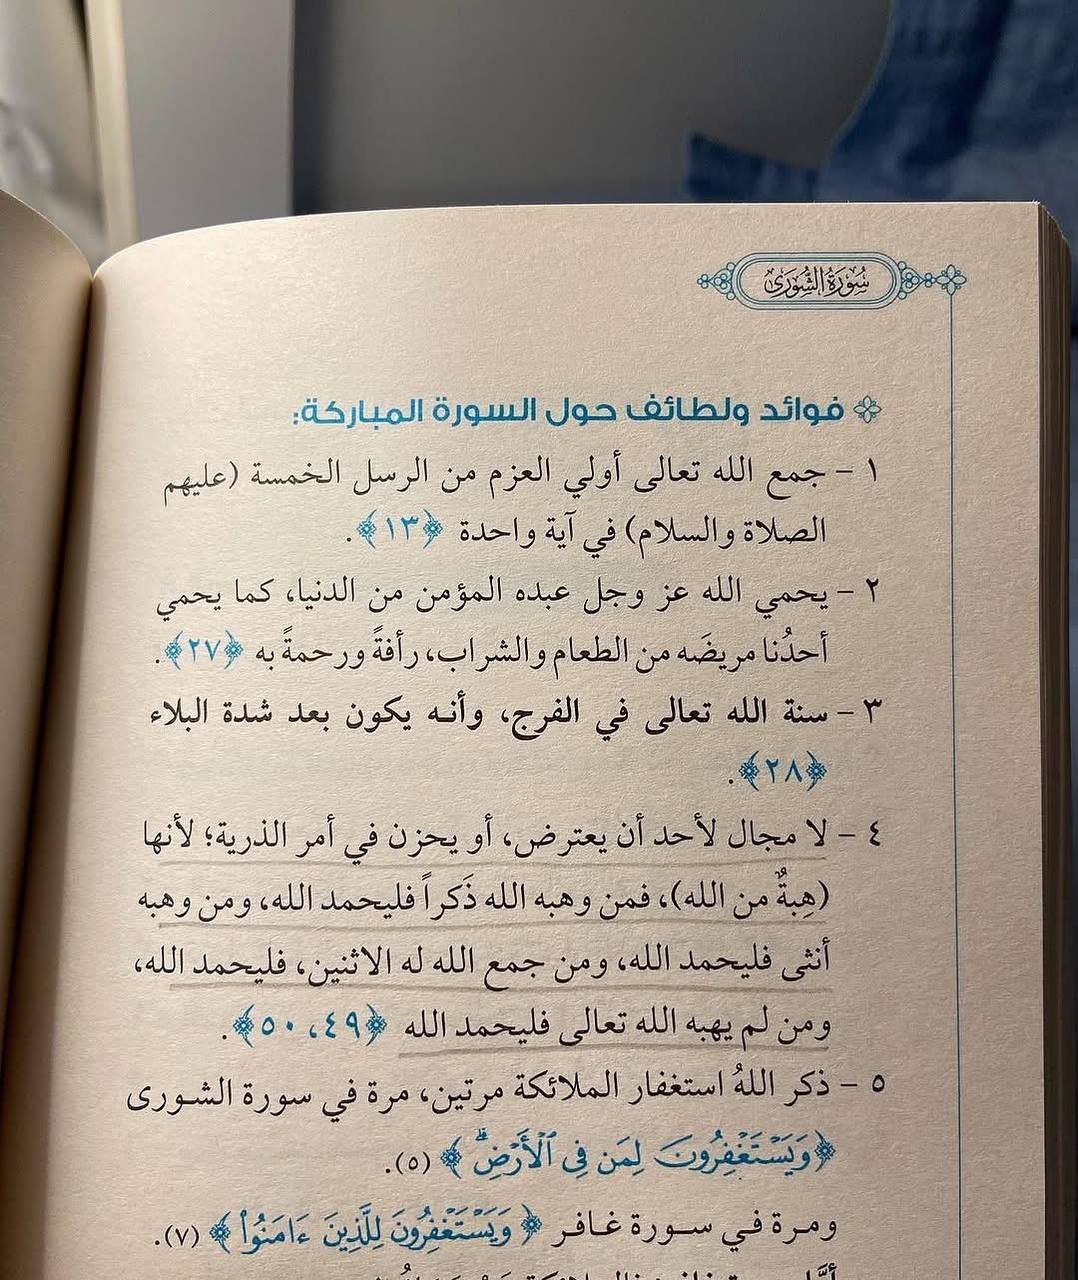 سُورَةُ الشُّورَى
فوائد ولطائف حول السورة المباركة:
١ - جمع الله تعالى أولي العزم من الرسل الخمسة (عليهم
الصلاة والسلام) في آية واحدة ﴿١٣﴾.
٢ - يحمي الله عز وجل عبده المؤمن من الدنيا، كما يحمي
أحدُنا مريضَه من الطعام والشراب، رأفةً ورحمةً به ﴿٢٧﴾.
٣ - سنة الله تعالى في الفرج، وأنه يكون بعد شدة البلاء
﴿٢٨﴾.
٤ - لا مجال لأحد أن يعترض، أو يحزن في أمر الذرية؛ لأنها
(هِبةٌ من الله)، فمن وهبه الله ذَكراً فليحمد الله، ومن وهبه
أنثى فليحمد الله، ومن جمع الله له الاثنين، فليحمد الله،
ومن لم يهبه الله تعالى فليحمد الله ﴿٤٩، ٥٠﴾.
٥ - ذكر اللهُ استغفار الملائكة مرتين، مرة في سورة الشورى
﴿وَيَسْتَغْفِرُونَ لِمَن فِي ٱلْأَرْضِ ۗ﴾ (٥).
ومرة في سورة غافر ﴿وَيَسْتَغْفِرُونَ لِلَّذِينَ ءَامَنُوا۟﴾ (٧).